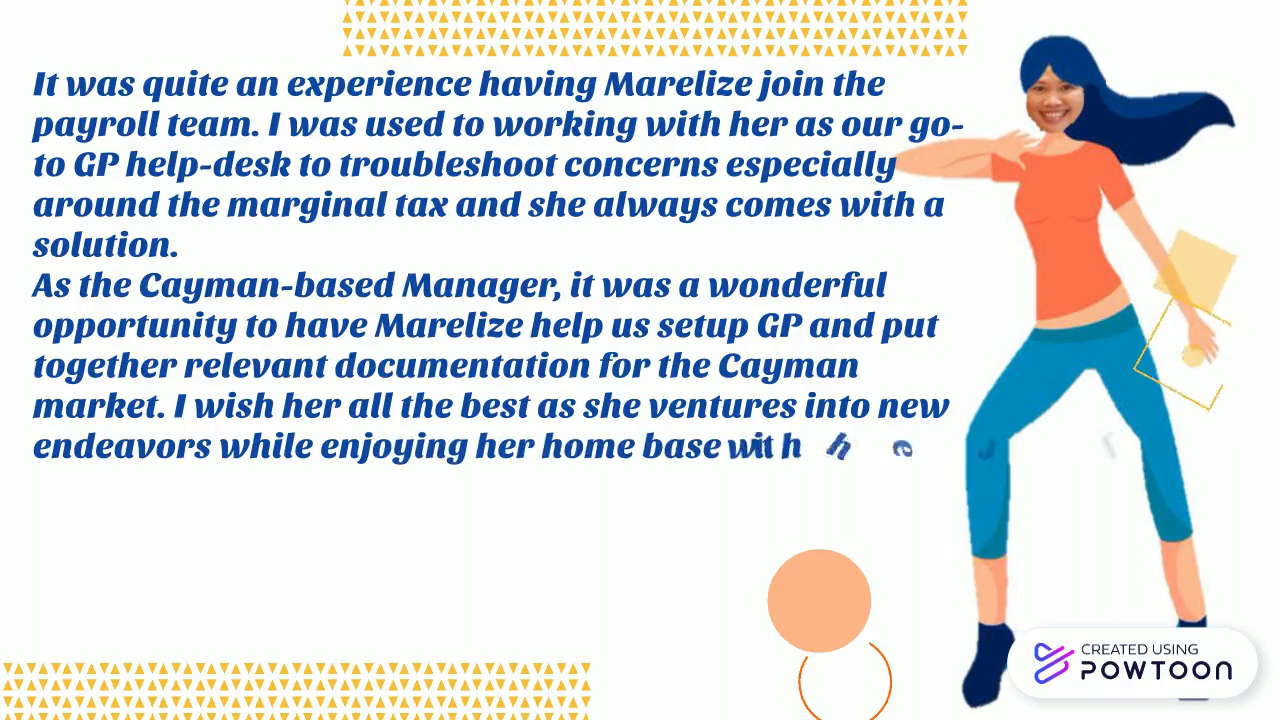 It was quite an experience having Marelize join the
payroll team. I was used to working with her as our go-
to GP help-desk to troubleshoot concerns especially
around the marginal tax and she always comes with a
solution.
As the Cayman-based Manager, it was a wonderful
opportunity to have Marelize help us setup GP and put
together relevant documentation for the Cayman
market. I wish her all the best as she ventures into new
endeavors while enjoying her home base with
CREATED USING
POWTOON